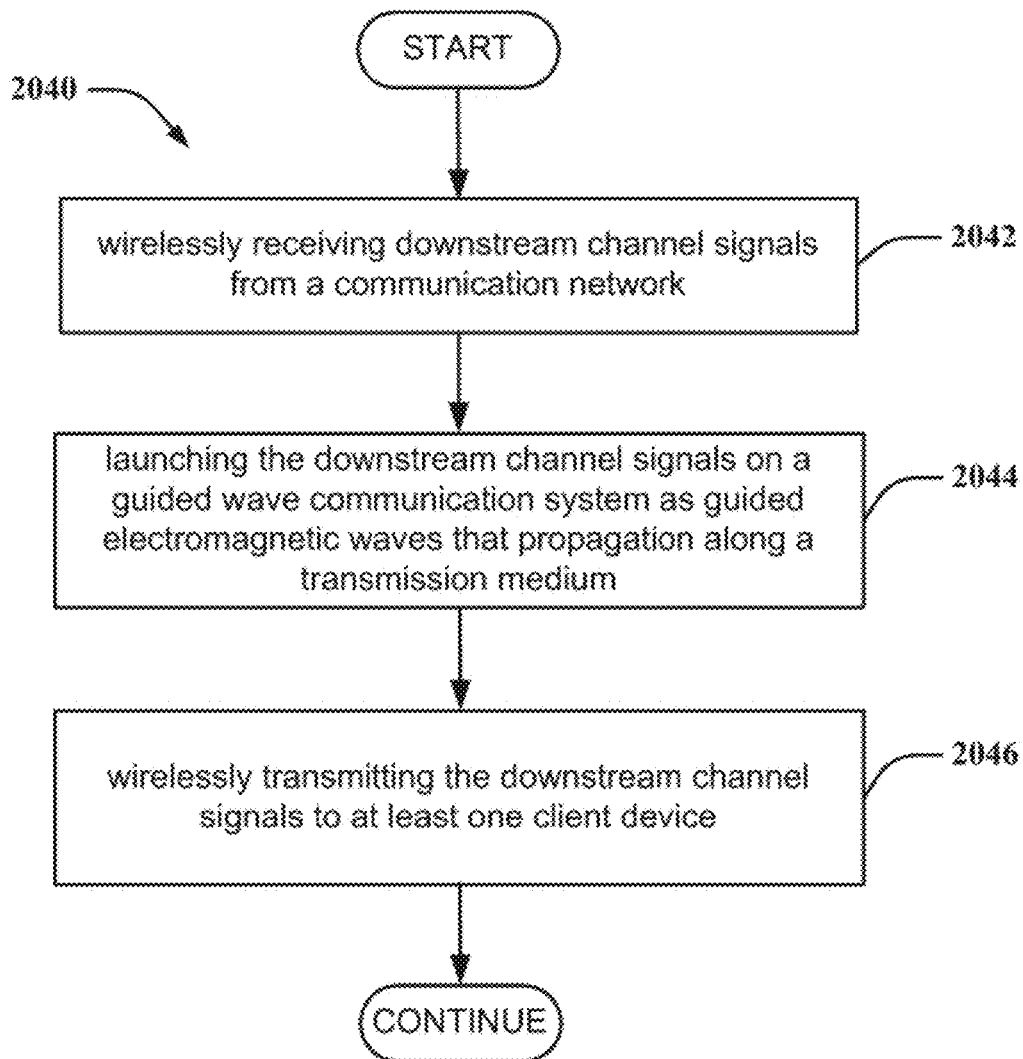 START
2040
wirelessly receiving downstream channel signals
from a communication network
2042
launching the downstream channel signals on a
guided wave communication system as guided
electromagnetic waves that propagation along a
transmission medium
2044
wirelessly transmitting the downstream channel
signals to at least one client device
2046
CONTINUE